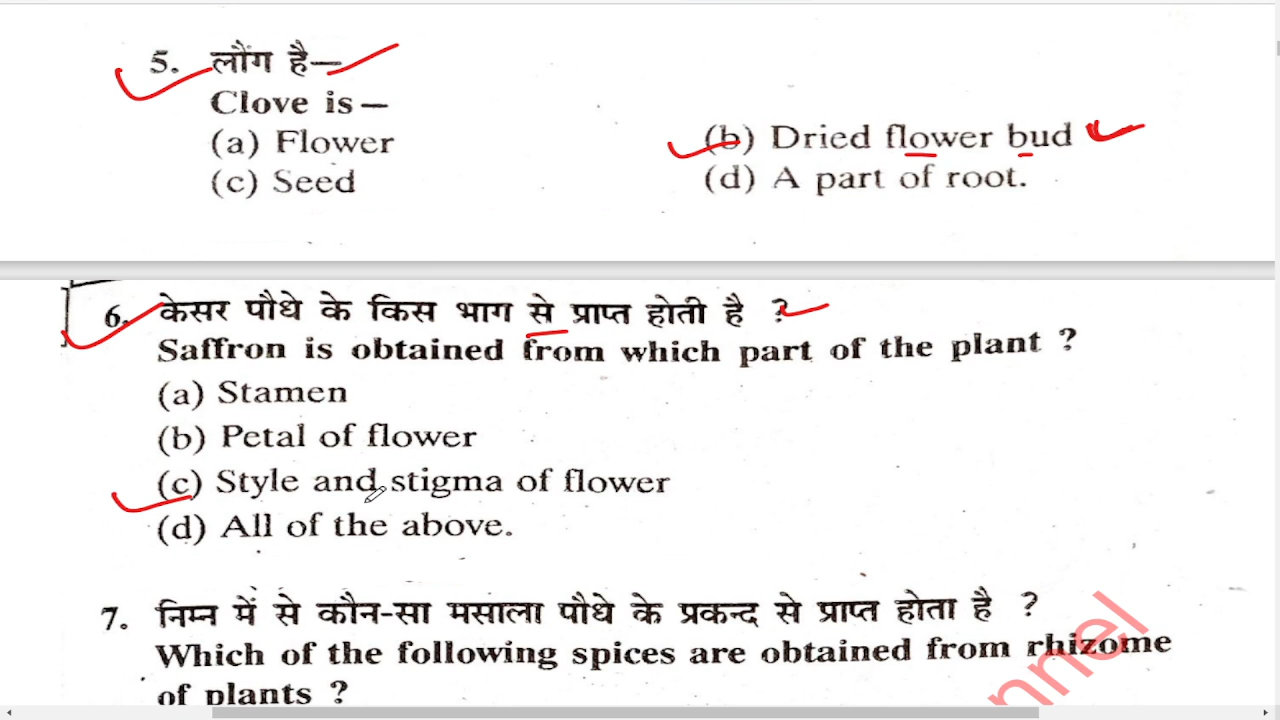 5. लौंग है—
Clove is—
(a) Flower
(b) Dried flower bud
(c) Seed
(d) A part of root.
6. केसर पौधे के किस भाग से प्राप्त होती है ?
Saffron is obtained from which part of the plant ?
(a) Stamen
(b) Petal of flower
(c) Style and stigma of flower
(d) All of the above.
7. निम्न में से कौन-सा मसाला पौधे के प्रकन्द से प्राप्त होता है ?
Which of the following spices are obtained from rhizome
of plants ?